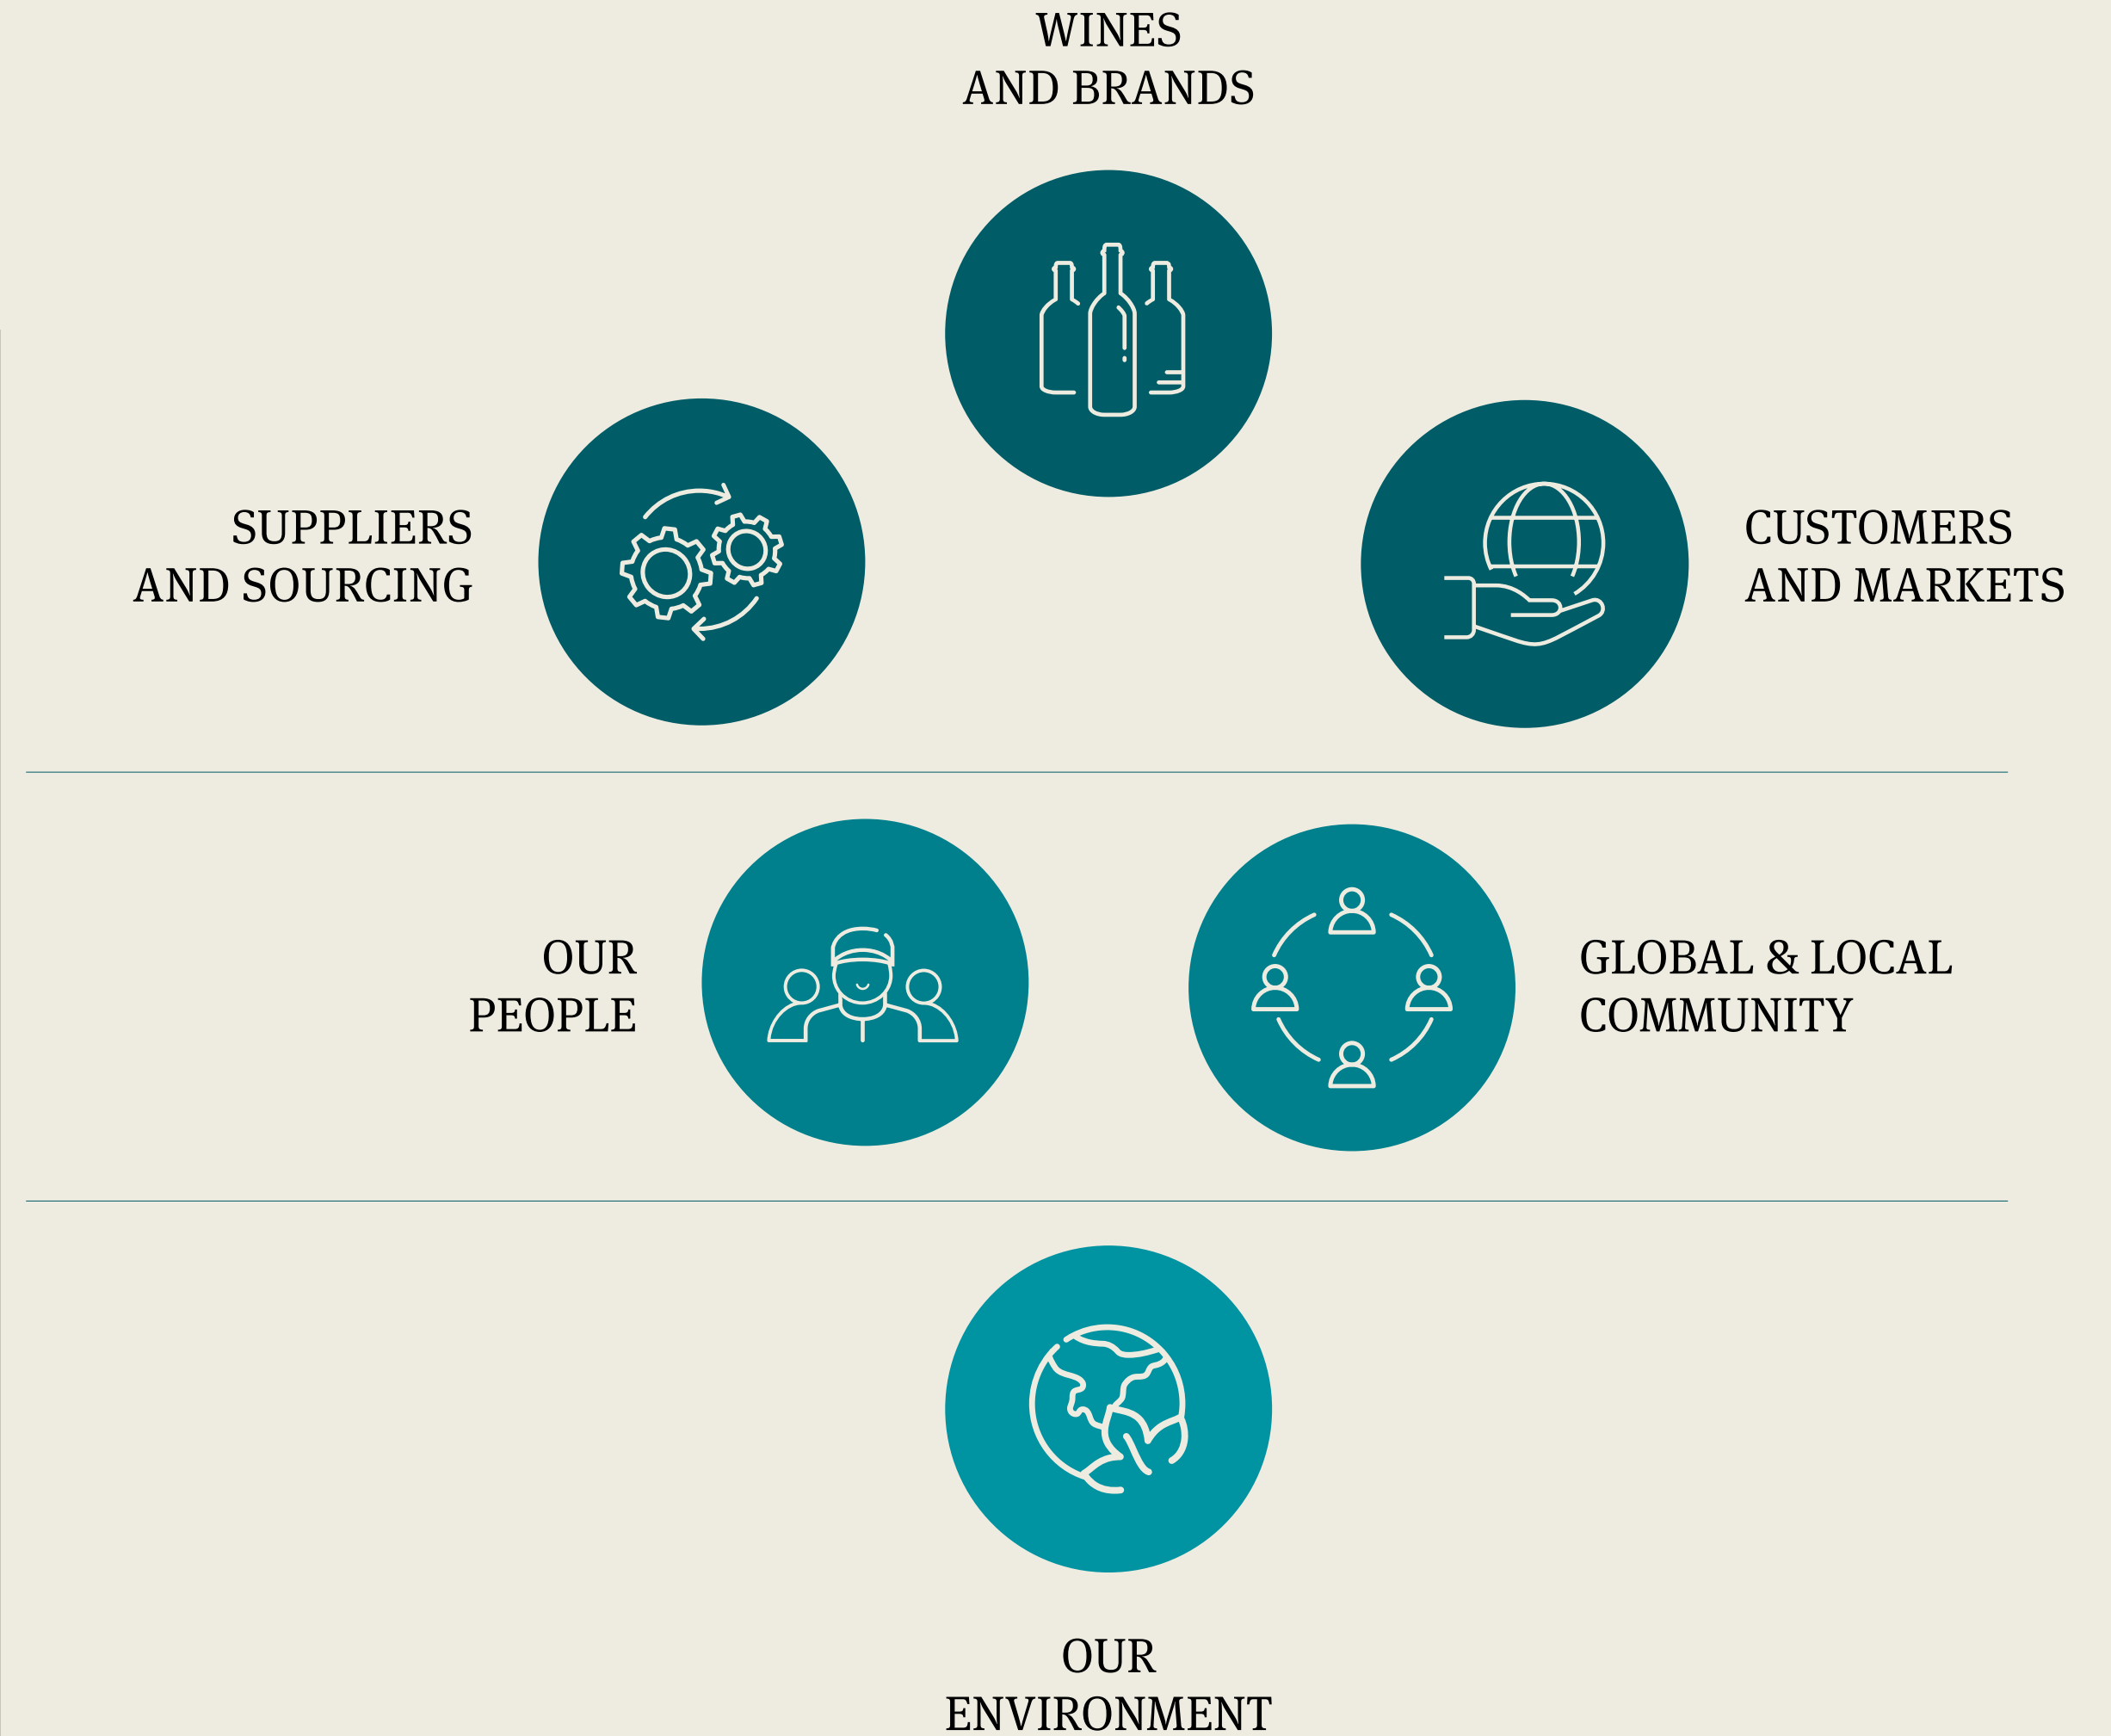 WINES
AND BRANDS
SUPPLIERS
AND SOURCING
CUSTOMERS
AND MARKETS
OUR
PEOPLE
GLOBAL & LOCAL
COMMUNITY
OUR
ENVIRONMENT